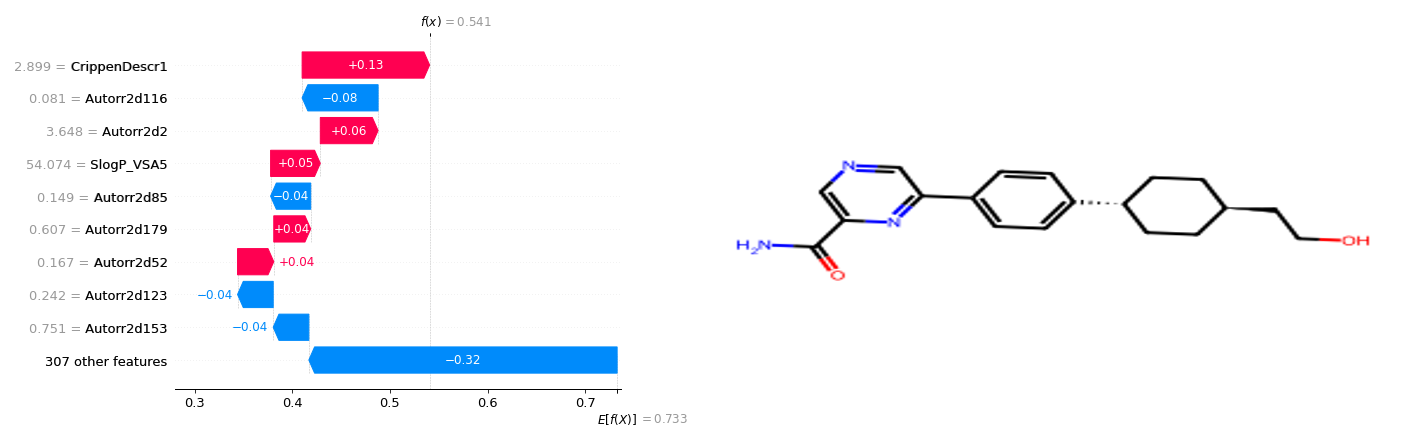 f(x) = 0.541
2.899 = CrippenDescr1 +0.13
0.081 = Autorr2d116 −0.08
3.648 = Autorr2d2 +0.06
54.074 = SlogP_VSA5 +0.05
0.149 = Autorr2d85 −0.04
0.607 = Autorr2d179 +0.04
0.167 = Autorr2d52 +0.04
0.242 = Autorr2d123 −0.04
0.751 = Autorr2d153 −0.04
307 other features −0.32
0.3 0.4 0.5 0.6 0.7
E[f(X)] = 0.733
N
N
H2N
O
OH